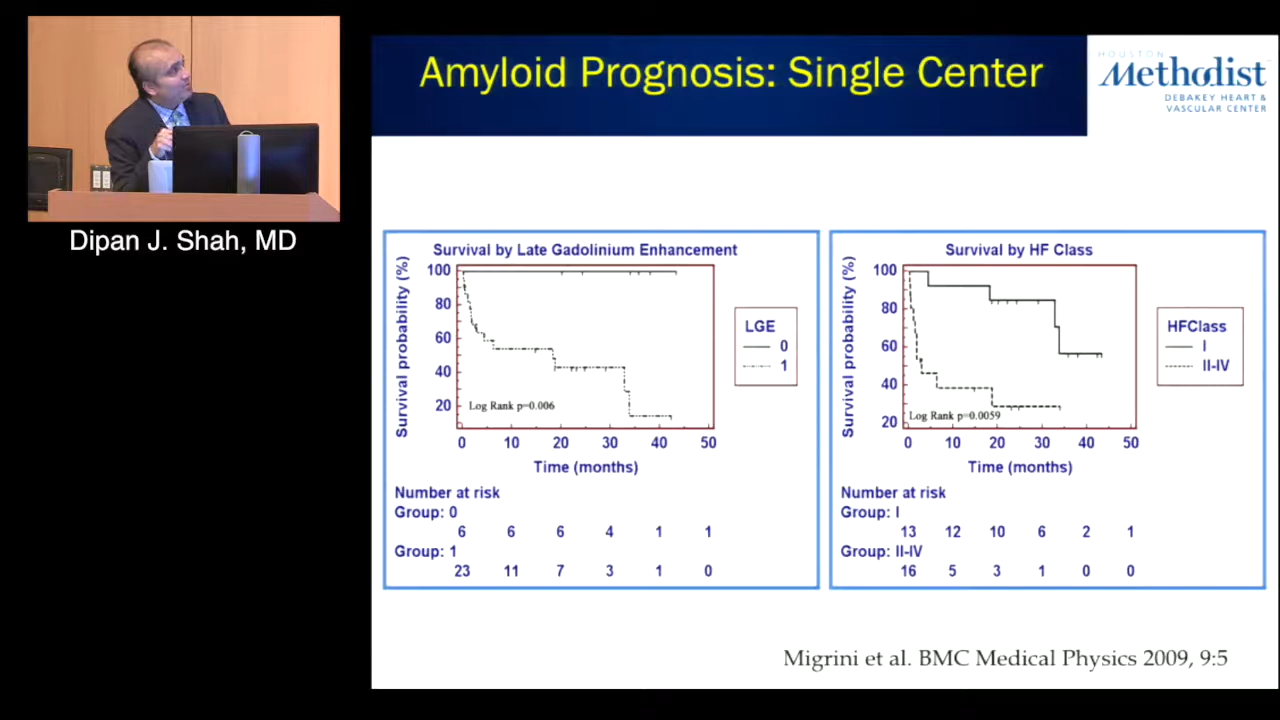 Amyloid Prognosis: Single Center
HOUSTON
Methodist
DEBAKEY HEART &
VASCULAR CENTER
Dipan J. Shah, MD
Survival by Late Gadolinium Enhancement
Survival probability (%)
100
80
60
40
20
Log Rank p=0.006
0 10 20 30 40 50
Time (months)
LGE
0
1
Number at risk
Group: 0
6 6 6 4 1 1
Group: 1
23 11 7 3 1 0
Survival by HF Class
Survival probability (%)
100
80
60
40
20
Log Rank p=0.0059
0 10 20 30 40 50
Time (months)
HFClass
I
II-IV
Number at risk
Group: I
13 12 10 6 2 1
Group: II-IV
16 5 3 1 0 0
Migrini et al. BMC Medical Physics 2009, 9:5